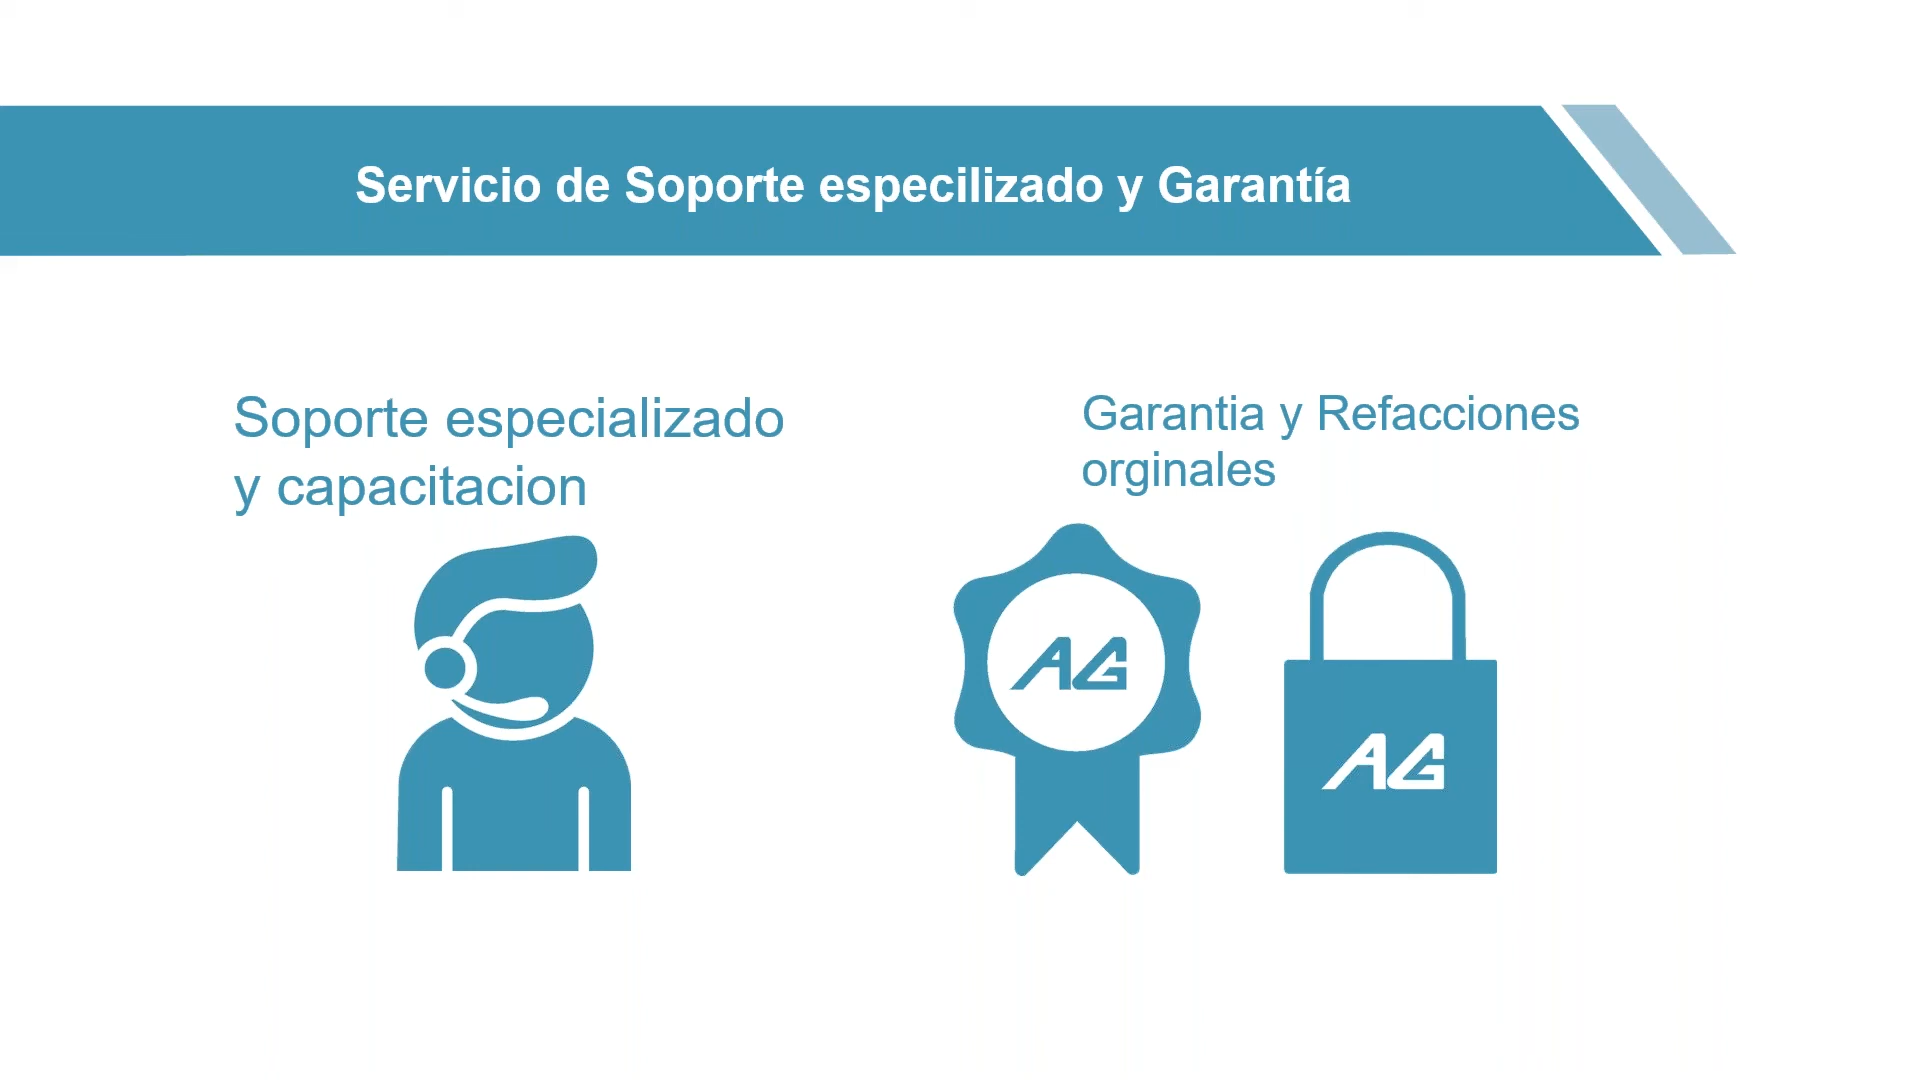 Servicio de Soporte especilizado y Garantía
Soporte especializado
y capacitacion
Garantia y Refacciones
orginales
AG
AG